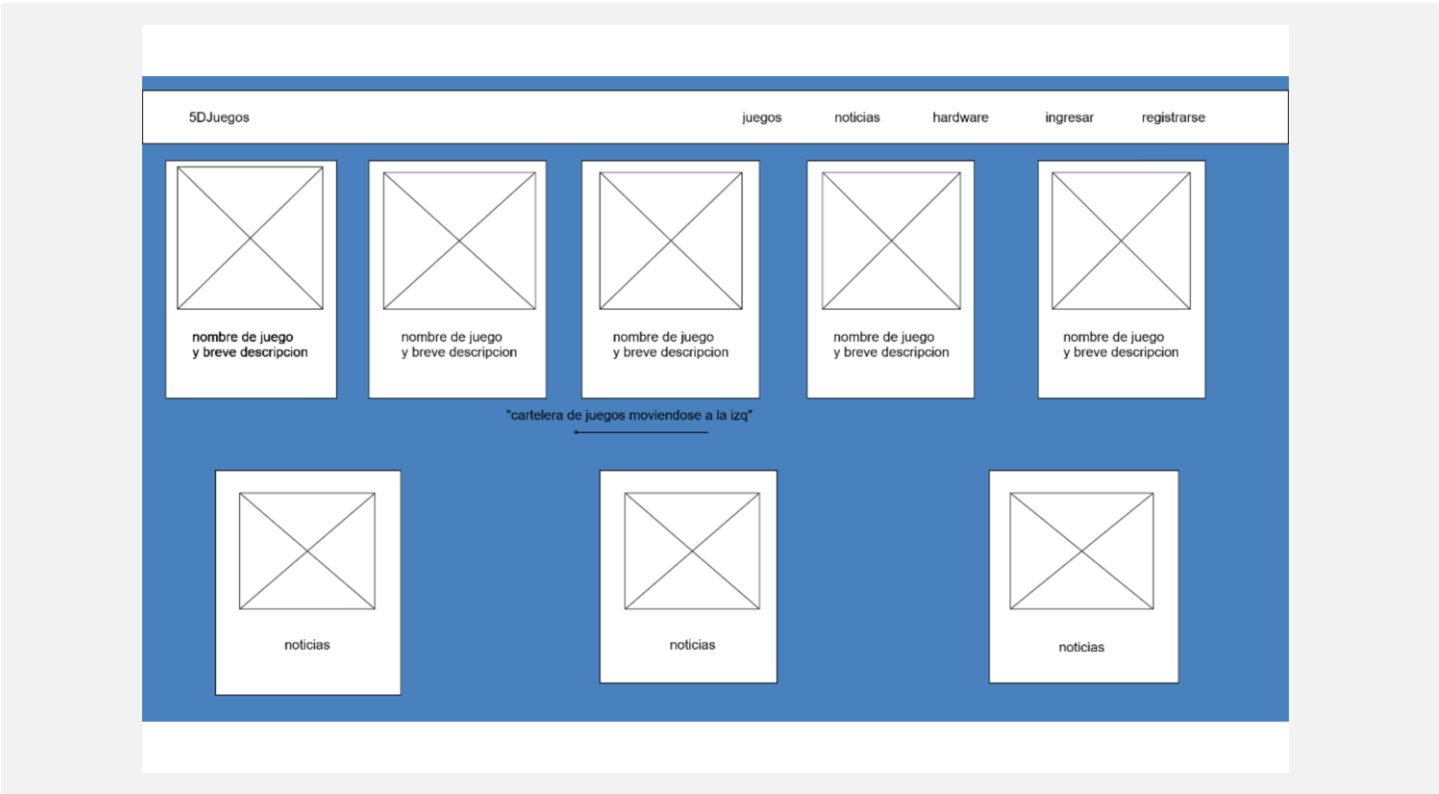 5DJuegos
juegos
noticias
hardware
ingresar
registrarse
nombre de juego
y breve descripcion
nombre de juego
y breve descripcion
nombre de juego
y breve descripcion
nombre de juego
y breve descripcion
nombre de juego
y breve descripcion
"cartelera de juegos moviendose a la izq"
noticias
noticias
noticias